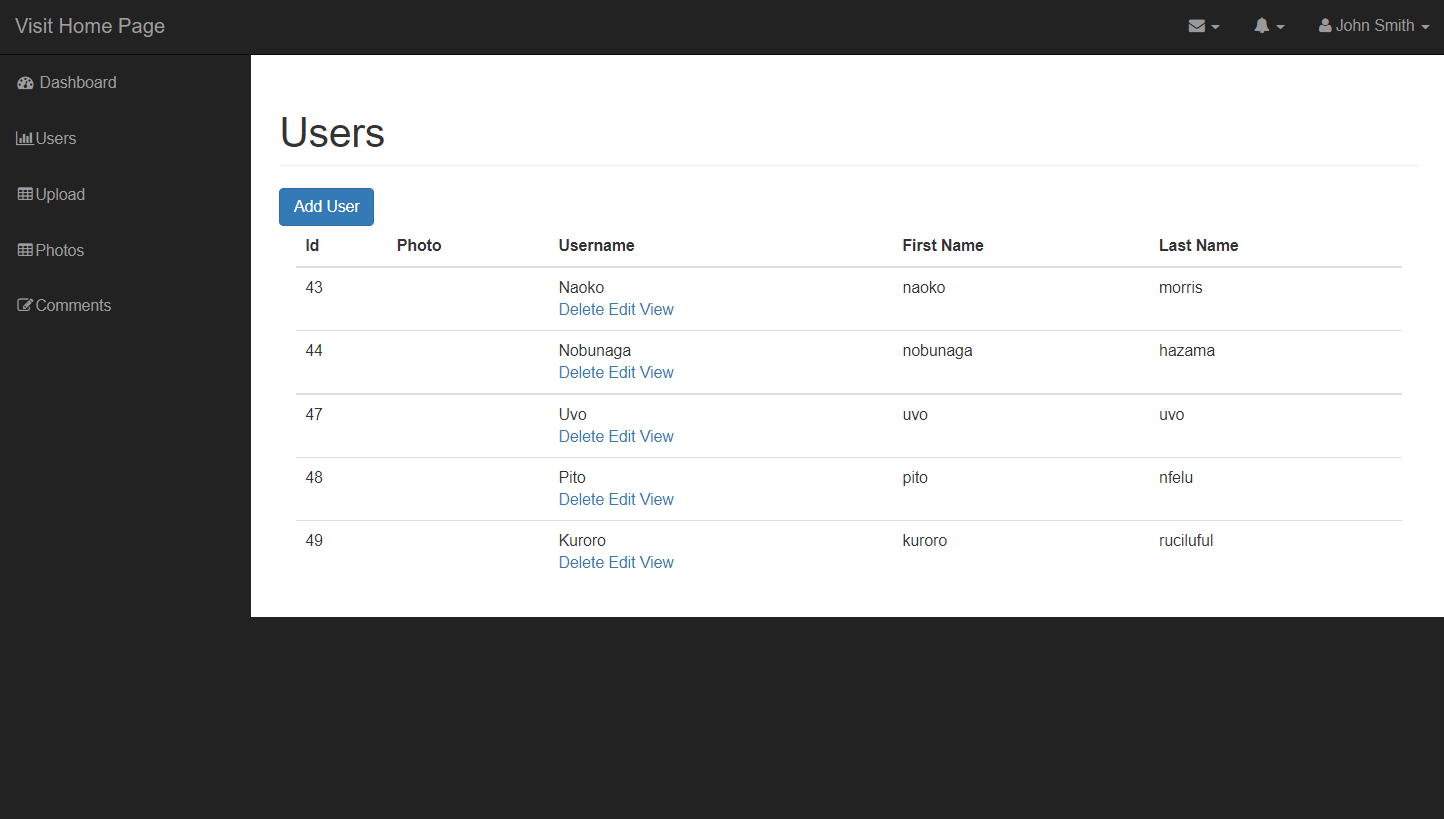 Visit Home Page
John Smith
Dashboard
Users
Upload
Photos
Comments
Users
Add User
Id Photo Username First Name Last Name
43 Naoko naoko morris
Delete Edit View
44 Nobunaga nobunaga hazama
Delete Edit View
47 Uvo uvo uvo
Delete Edit View
48 Pito pito nfelu
Delete Edit View
49 Kuroro kuroro ruciluful
Delete Edit View